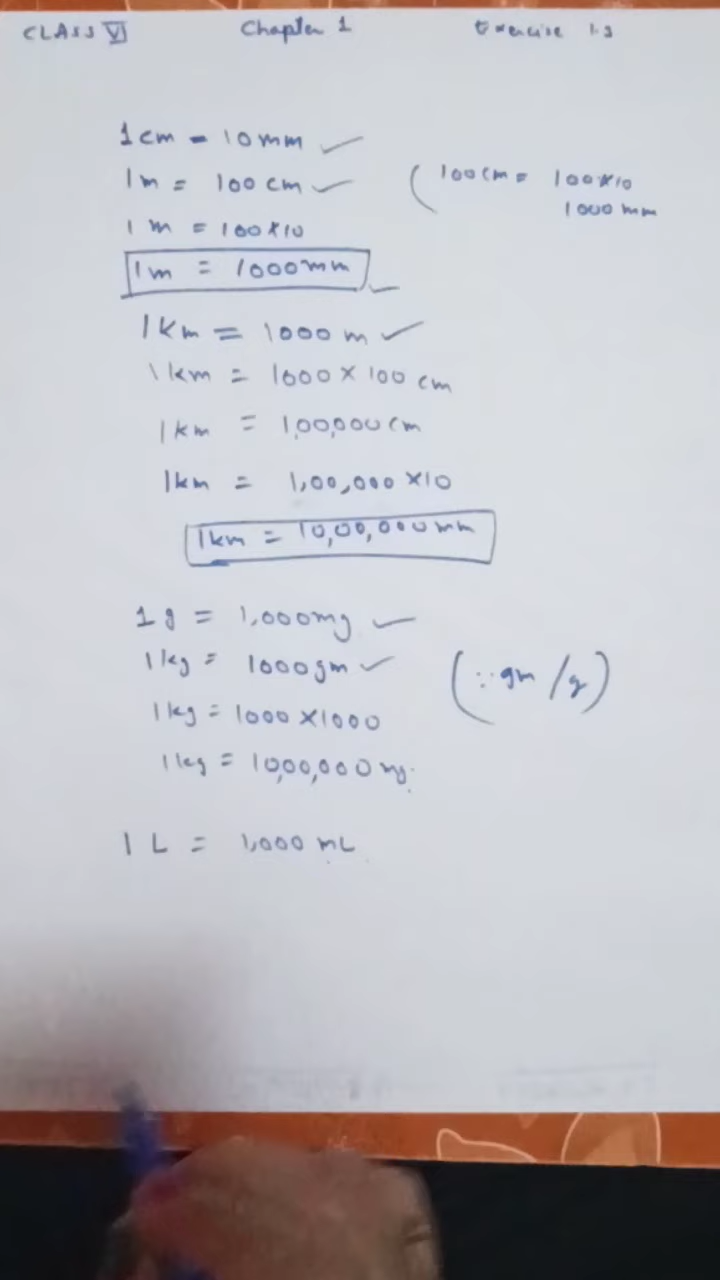 CLASS VI Chapter 1 Exercise 1.3
1cm = 10mm ✓
1m = 100 cm ✓ ( 100 cm = 100×10
1000 mm
1 m = 100×10
1m = 1000mm ✓
1Km = 1000 m ✓
1km = 1000 × 100 cm
1km = 1,00,000 cm
1km = 1,00,000 ×10
1km = 10,00,000 mm
1g = 1,000mg ✓
1kg = 1000gm ✓ (∵ gm/g)
1kg = 1000 ×1000
1kg = 10,00,000 mg.
1 L = 1,000 mL